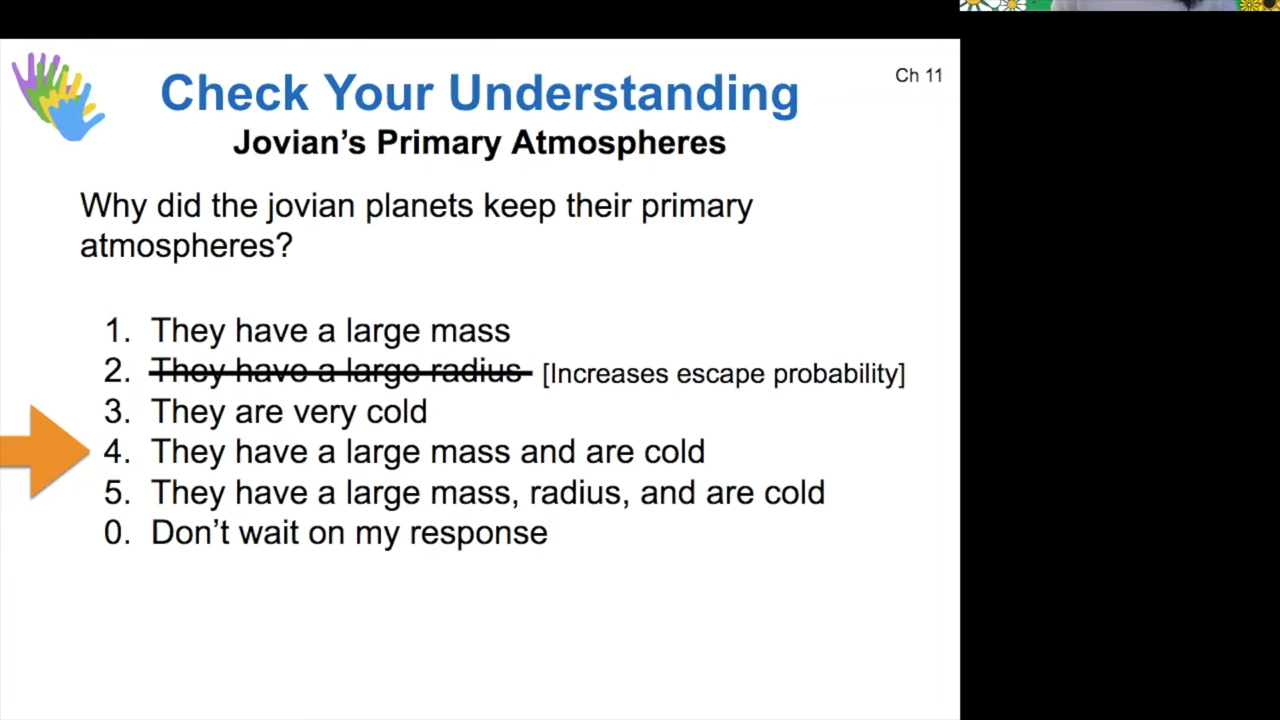 Ch 11
Check Your Understanding
Jovian's Primary Atmospheres
Why did the jovian planets keep their primary
atmospheres?
1. They have a large mass
2. They have a large radius [Increases escape probability]
3. They are very cold
4. They have a large mass and are cold
5. They have a large mass, radius, and are cold
0. Don't wait on my response